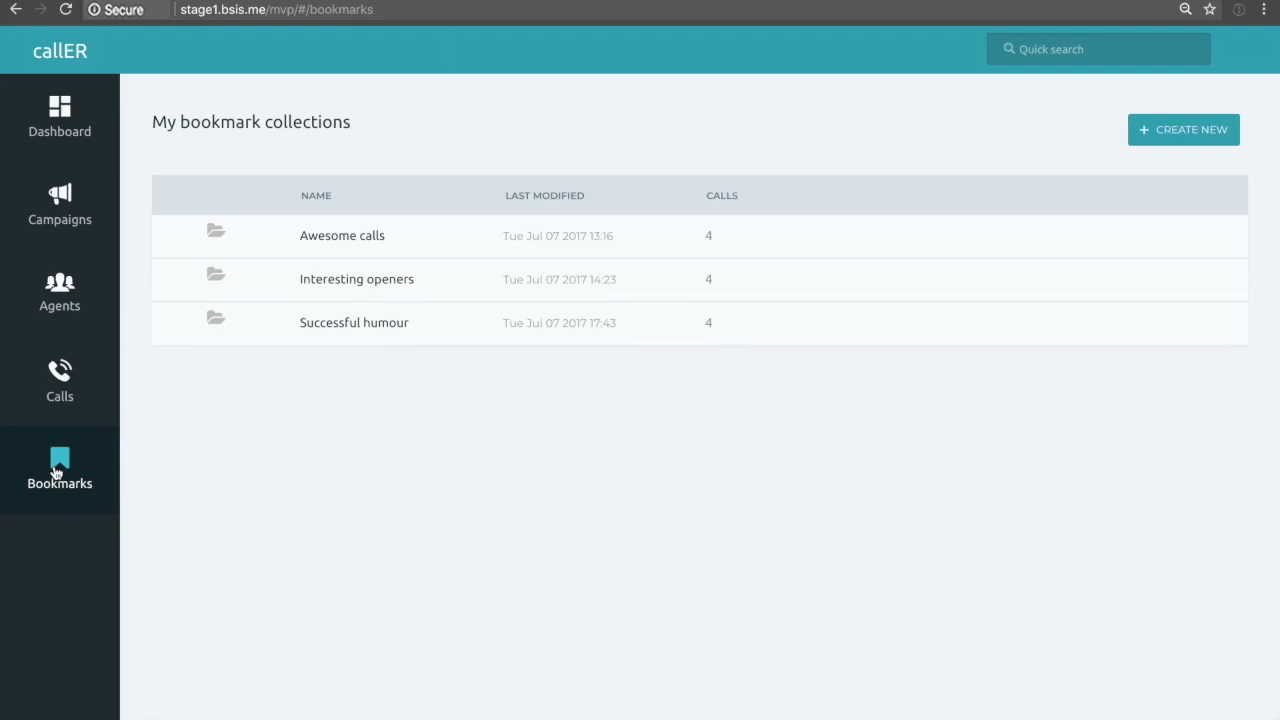 Secure stage1.bsis.me/mvp/#/bookmarks
callER
Quick search
Dashboard
Campaigns
Agents
Calls
Bookmarks
My bookmark collections
+ CREATE NEW
NAME LAST MODIFIED CALLS
Awesome calls Tue Jul 07 2017 13:16 4
Interesting openers Tue Jul 07 2017 14:23 4
Successful humour Tue Jul 07 2017 17:43 4